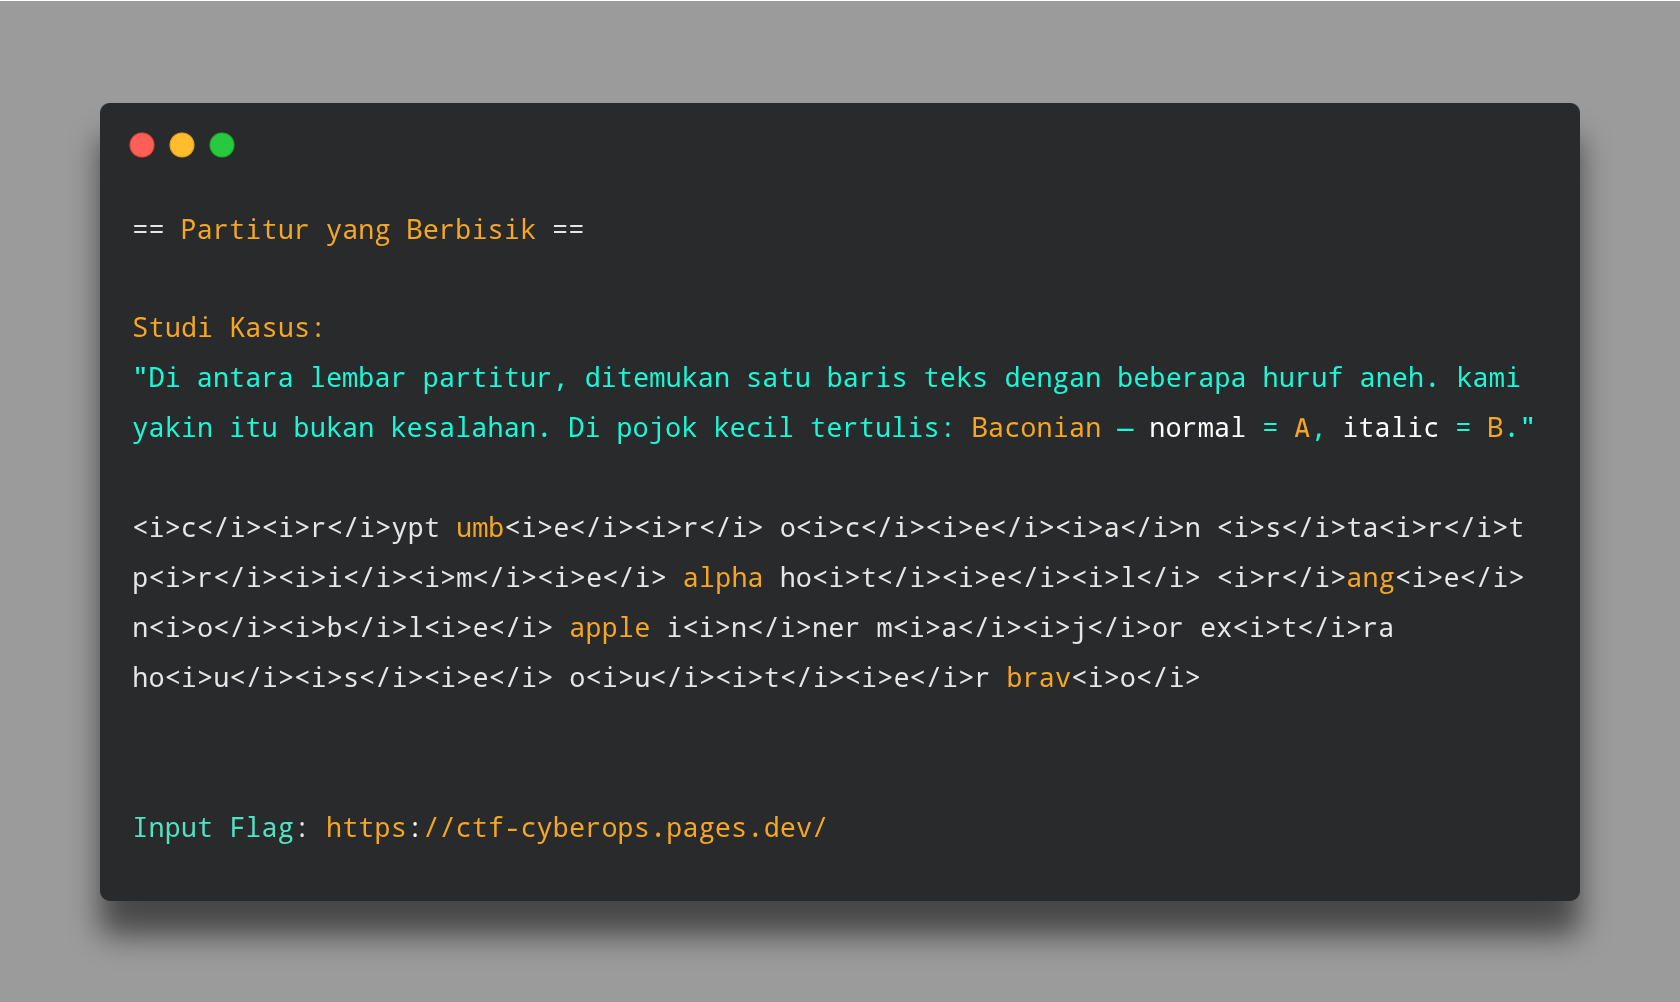 == Partitur yang Berbisik ==
Studi Kasus:
"Di antara lembar partitur, ditemukan satu baris teks dengan beberapa huruf aneh. kami
yakin itu bukan kesalahan. Di pojok kecil tertulis: Baconian — normal = A, italic = B."
<i>c</i><i>r</i>ypt umb<i>e</i><i>r</i> o<i>c</i><i>e</i><i>a</i>n <i>s</i>ta<i>r</i>t
p<i>r</i><i>i</i><i>m</i><i>e</i> alpha ho<i>t</i><i>e</i><i>l</i> <i>r</i>ang<i>e</i>
n<i>o</i><i>b</i>l<i>e</i> apple i<i>n</i>ner m<i>a</i><i>j</i>or ex<i>t</i>ra
ho<i>u</i><i>s</i><i>e</i> o<i>u</i><i>t</i><i>e</i>r brav<i>o</i>
Input Flag: https://ctf-cyberops.pages.dev/